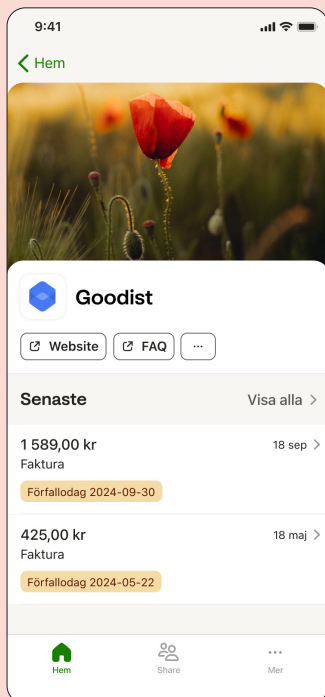 9:41
Hem
Goodist
Website
FAQ
...
Senaste
Visa alla
1 589,00 kr
18 sep
Faktura
Förfallodag 2024-09-30
425,00 kr
18 maj
Faktura
Förfallodag 2024-05-22
Hem
Share
Mer